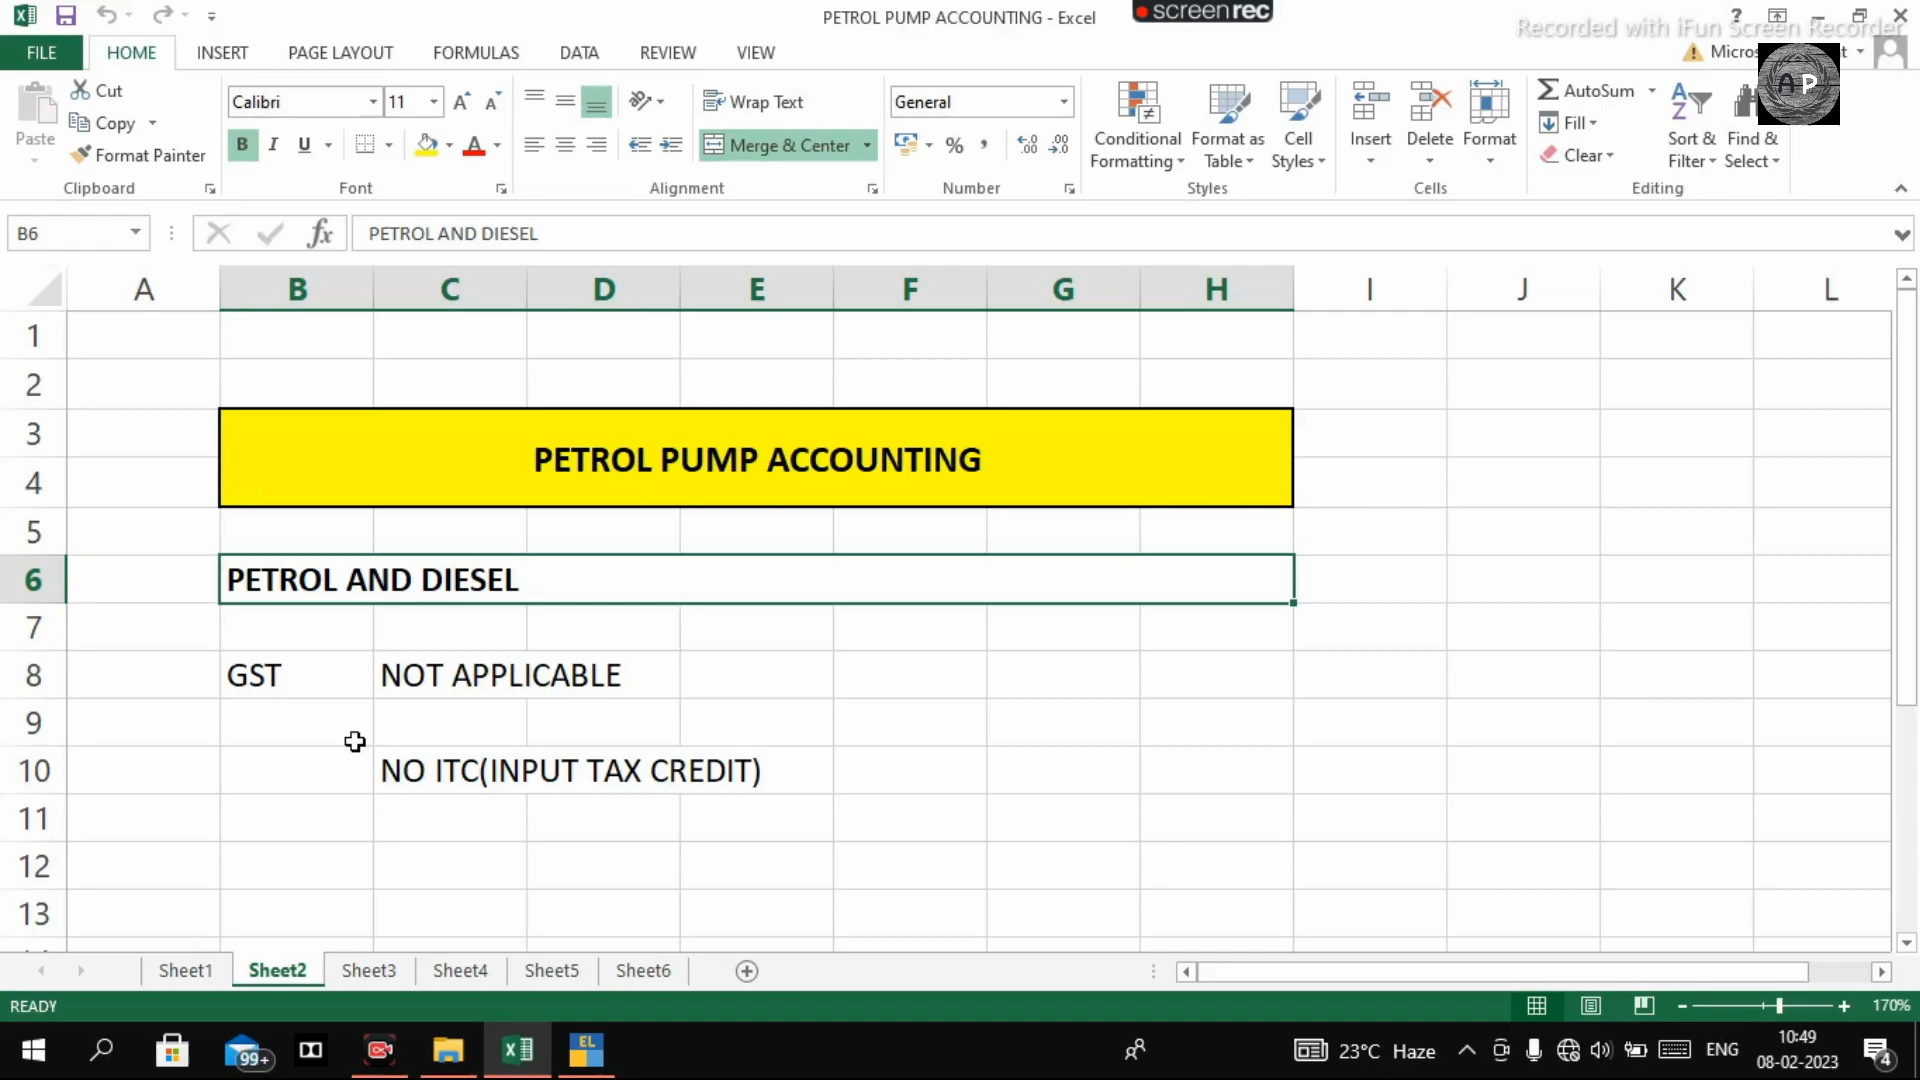 PETROL PUMP ACCOUNTING - Excel
screenrec
Recorded with iFun Screen Recorder
FILE HOME INSERT PAGE LAYOUT FORMULAS DATA REVIEW VIEW
AP
Paste
Cut
Copy
Format Painter
Clipboard
Calibri 11
B I U
Font
Wrap Text
Merge & Center
Alignment
General
Number
Conditional Formatting
Format as Table
Cell Styles
Styles
Insert
Delete
Format
Cells
AutoSum
Fill
Clear
Sort & Filter
Find & Select
Editing
B6 fx PETROL AND DIESEL
A B C D E F G H I J K L
1
2
3
PETROL PUMP ACCOUNTING
4
5
6 PETROL AND DIESEL
7
8 GST NOT APPLICABLE
9
10 NO ITC(INPUT TAX CREDIT)
11
12
13
Sheet1 Sheet2 Sheet3 Sheet4 Sheet5 Sheet6
READY
170%
99+
EL
23°C Haze
ENG
10:49
08-02-2023
4